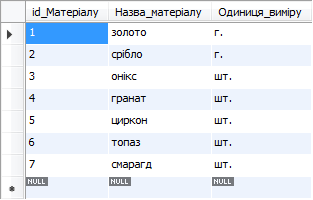 id_Матеріалу Назва_матеріалу Одиниця_виміру
1 золото г.
2 срібло г.
3 онікс шт.
4 гранат шт.
5 циркон шт.
6 топаз шт.
7 смарагд шт.
NULL NULL NULL